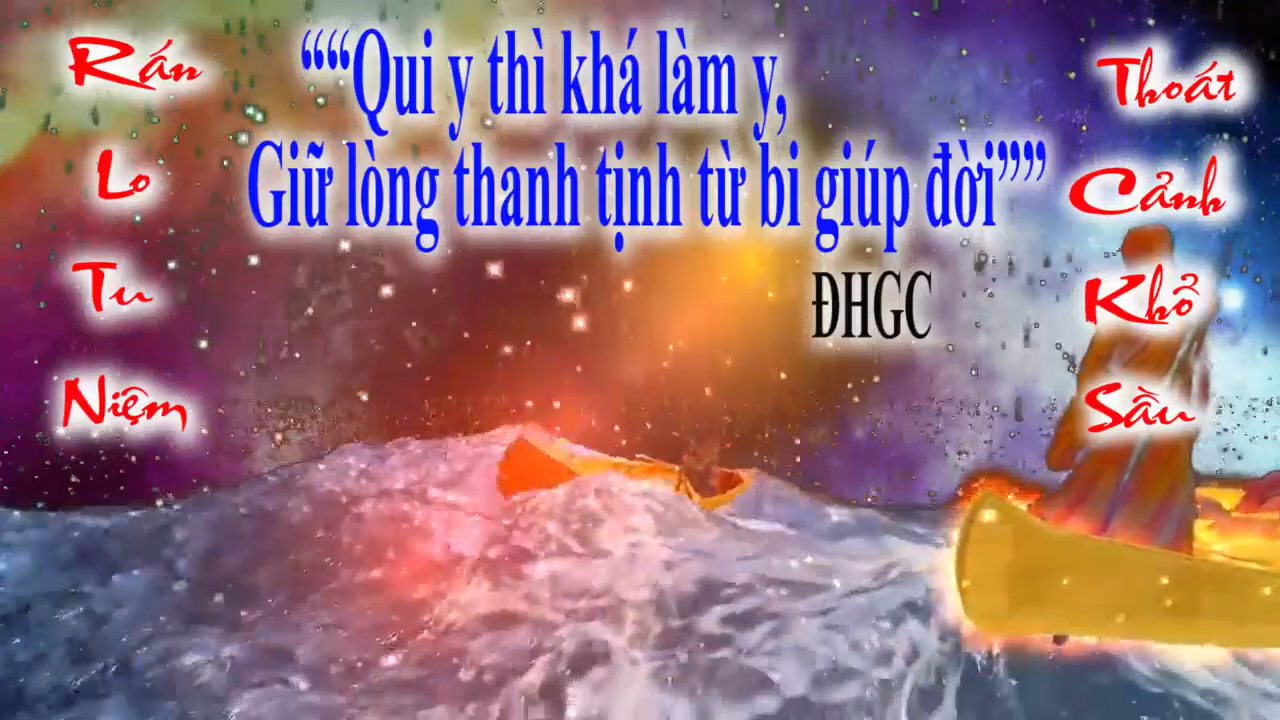 Rán
Lo
Tu
Niệm
““Qui y thì khá làm y,
Giữ lòng thanh tịnh từ bi giúp đời””
ĐHGC
Thoát
Cảnh
Khổ
Sầu